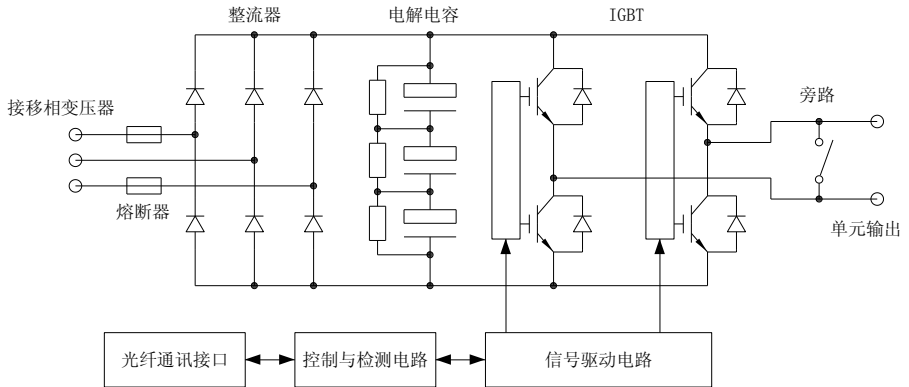 整流器
电解电容
IGBT
接移相变压器
旁路
熔断器
单元输出
光纤通讯接口
控制与检测电路
信号驱动电路